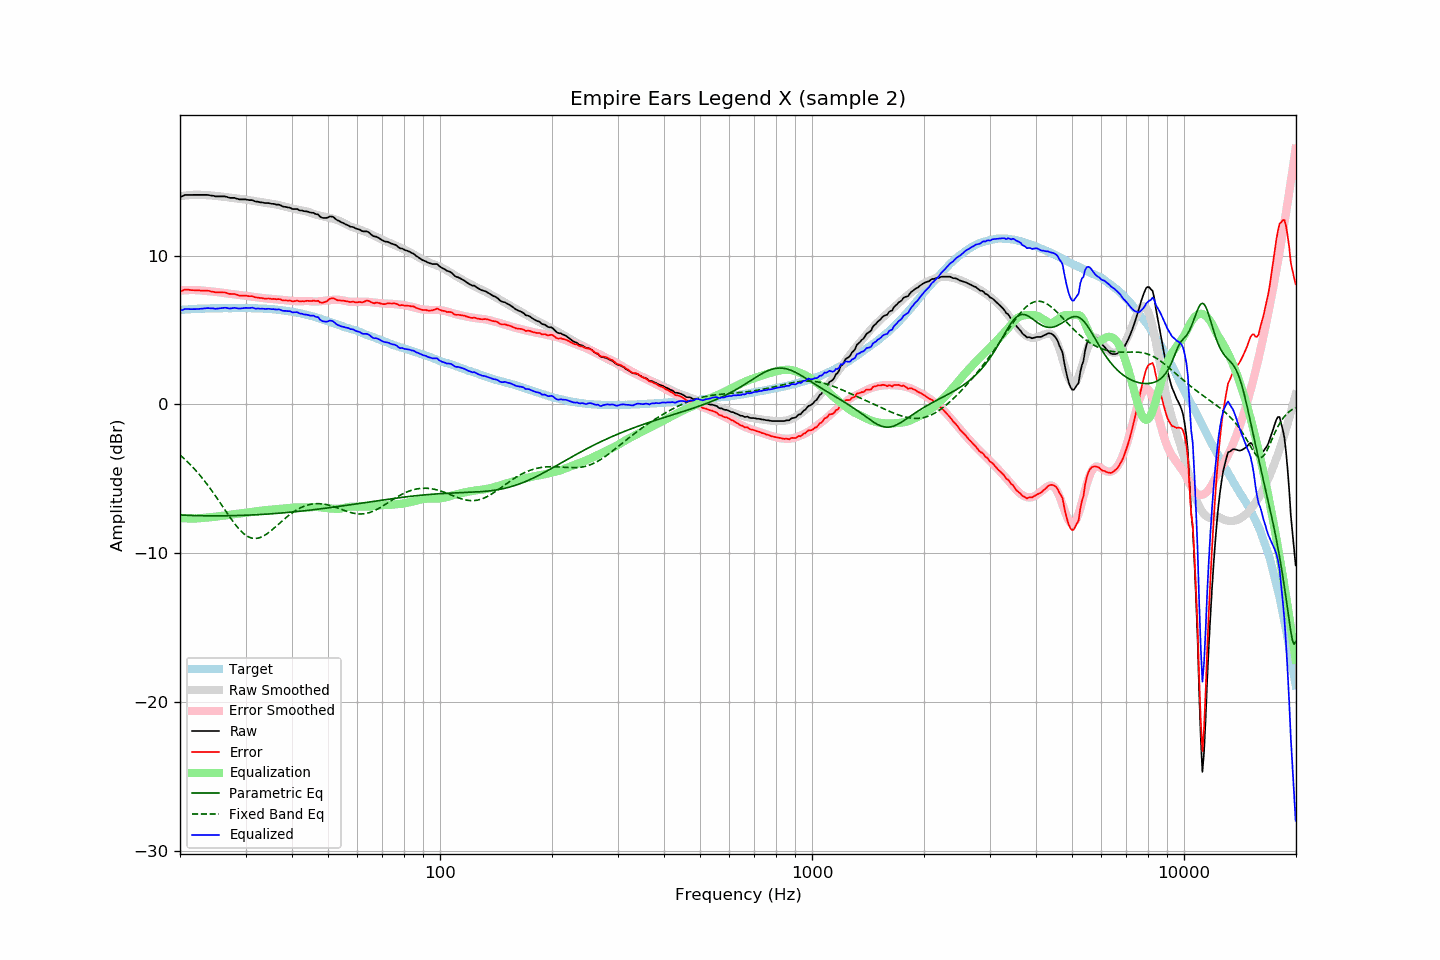 Empire Ears Legend X (sample 2)
Amplitude (dBr)
10
0
−10
−20
−30
Target
Raw Smoothed
Error Smoothed
Raw
Error
Equalization
Parametric Eq
Fixed Band Eq
Equalized
100
1000
10000
Frequency (Hz)